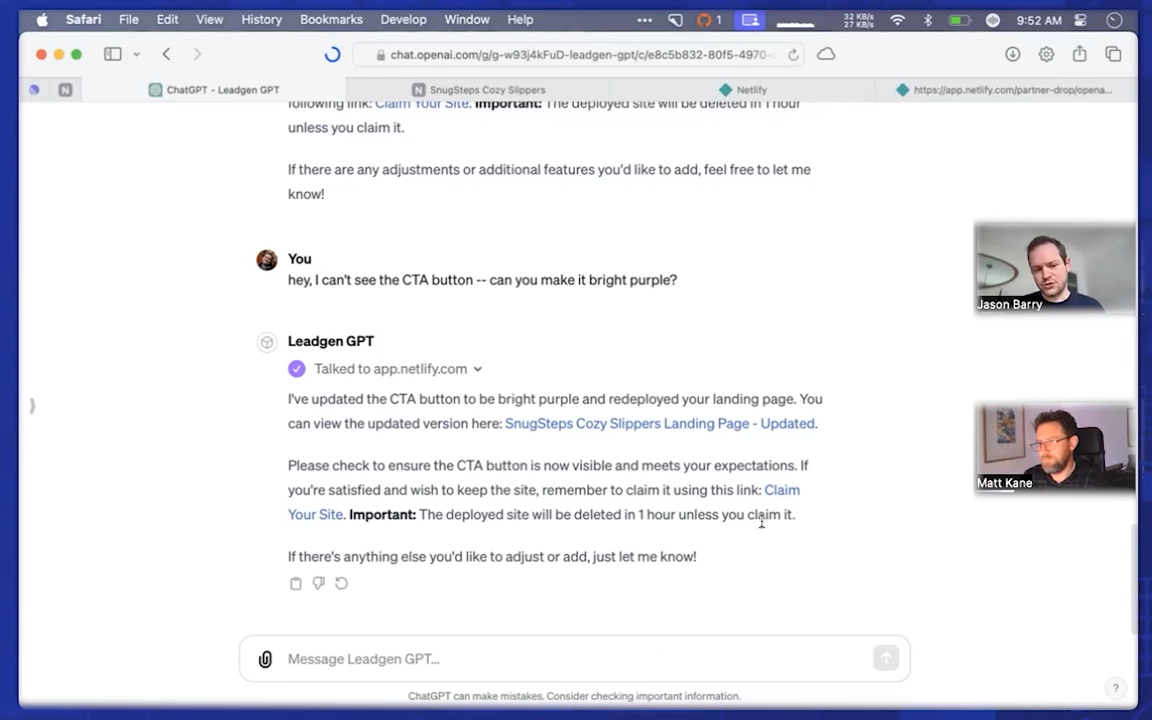 Safari File Edit View History Bookmarks Develop Window Help ••• 1 32 KB/s 27 KB/s 9:52 AM
chat.openai.com/g/g-w93j4kFuD-leadgen-gpt/c/e8c5b832-80f5-4970-
N ChatGPT - Leadgen GPT N SnugSteps Cozy Slippers Netlify https://app.netlify.com/partner-drop/opena...
following link: Claim Your Site. Important: The deployed site will be deleted in 1 hour
unless you claim it.
If there are any adjustments or additional features you'd like to add, feel free to let me
know!
You
hey, I can't see the CTA button -- can you make it bright purple?
Leadgen GPT
Talked to app.netlify.com
I've updated the CTA button to be bright purple and redeployed your landing page. You
can view the updated version here: SnugSteps Cozy Slippers Landing Page - Updated.
Please check to ensure the CTA button is now visible and meets your expectations. If
you're satisfied and wish to keep the site, remember to claim it using this link: Claim
Your Site. Important: The deployed site will be deleted in 1 hour unless you claim it.
If there's anything else you'd like to adjust or add, just let me know!
Message Leadgen GPT...
ChatGPT can make mistakes. Consider checking important information.
?
Jason Barry
Matt Kane